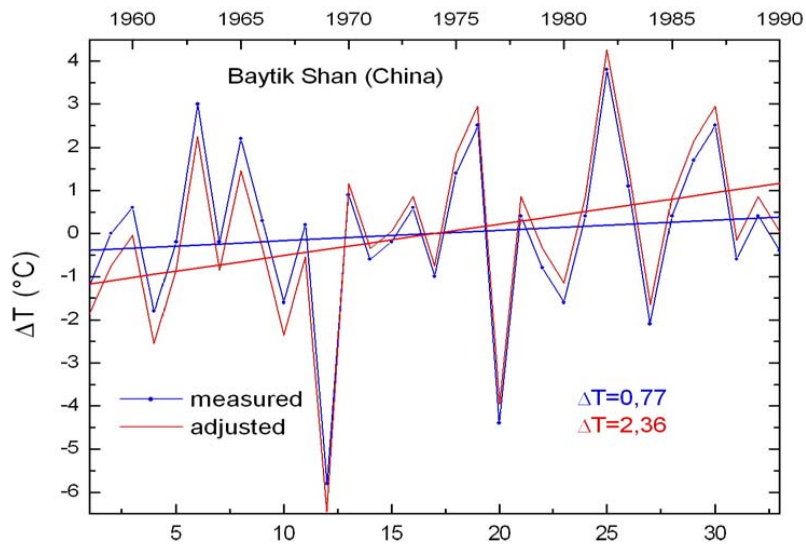 1960 1965 1970 1975 1980 1985 1990
Baytik Shan (China)
4
3
2
1
0
-1
-2
-3
-4
-5
-6
ΔT (°C)
measured
adjusted
ΔT=0,77
ΔT=2,36
5 10 15 20 25 30